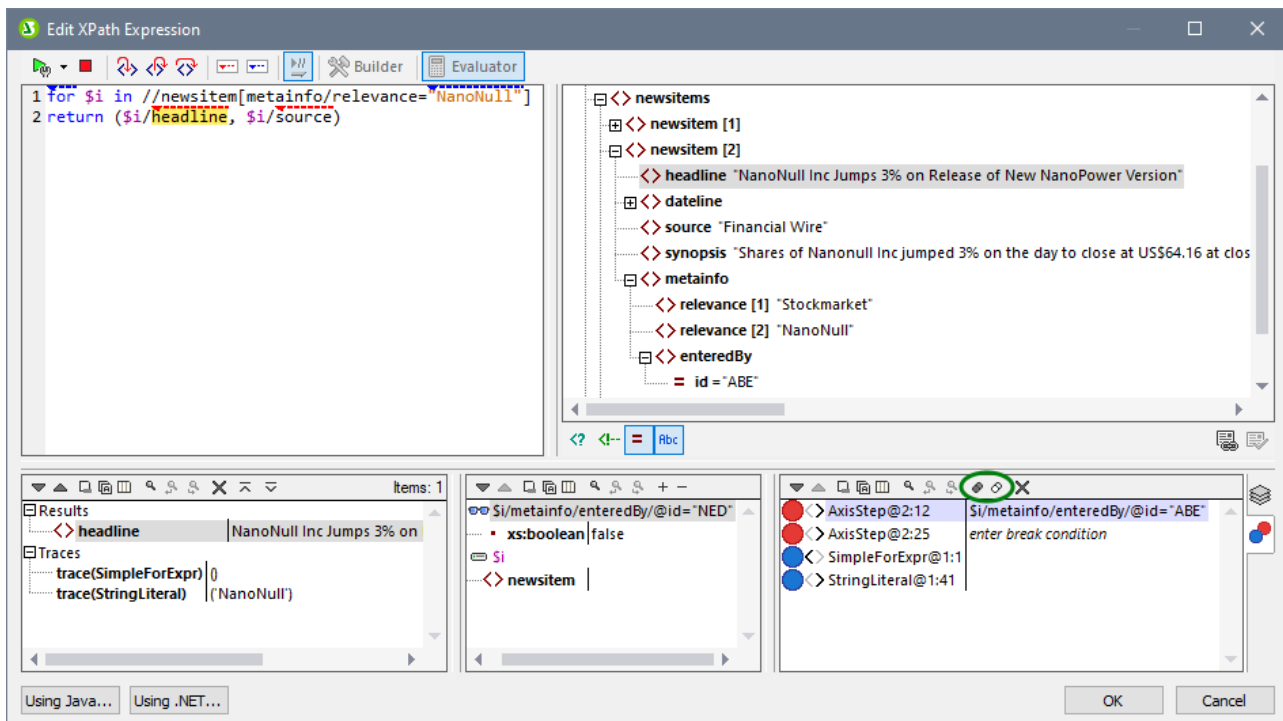 Edit XPath Expression
Builder
Evaluator
1 for $i in //newsitem[metainfo/relevance="NanoNull"]
2 return ($i/headline, $i/source)
newsitems
newsitem [1]
newsitem [2]
headline "NanoNull Inc Jumps 3% on Release of New NanoPower Version"
dateline
source "Financial Wire"
synopsis "Shares of Nanonull Inc jumped 3% on the day to close at US$64.16 at clos
metainfo
relevance [1] "Stockmarket"
relevance [2] "NanoNull"
enteredBy
= id ="ABE"
<? <!-- = Abc
Items: 1
Results
headline NanoNull Inc Jumps 3% on
Traces
trace(SimpleForExpr) ()
trace(StringLiteral) ('NanoNull')
$i/metainfo/enteredBy/@id="NED"
xs:boolean false
$i
newsitem
AxisStep@2:12 $i/metainfo/enteredBy/@id="ABE"
AxisStep@2:25 enter break condition
SimpleForExpr@1:1
StringLiteral@1:41
Using Java... Using .NET...
OK Cancel